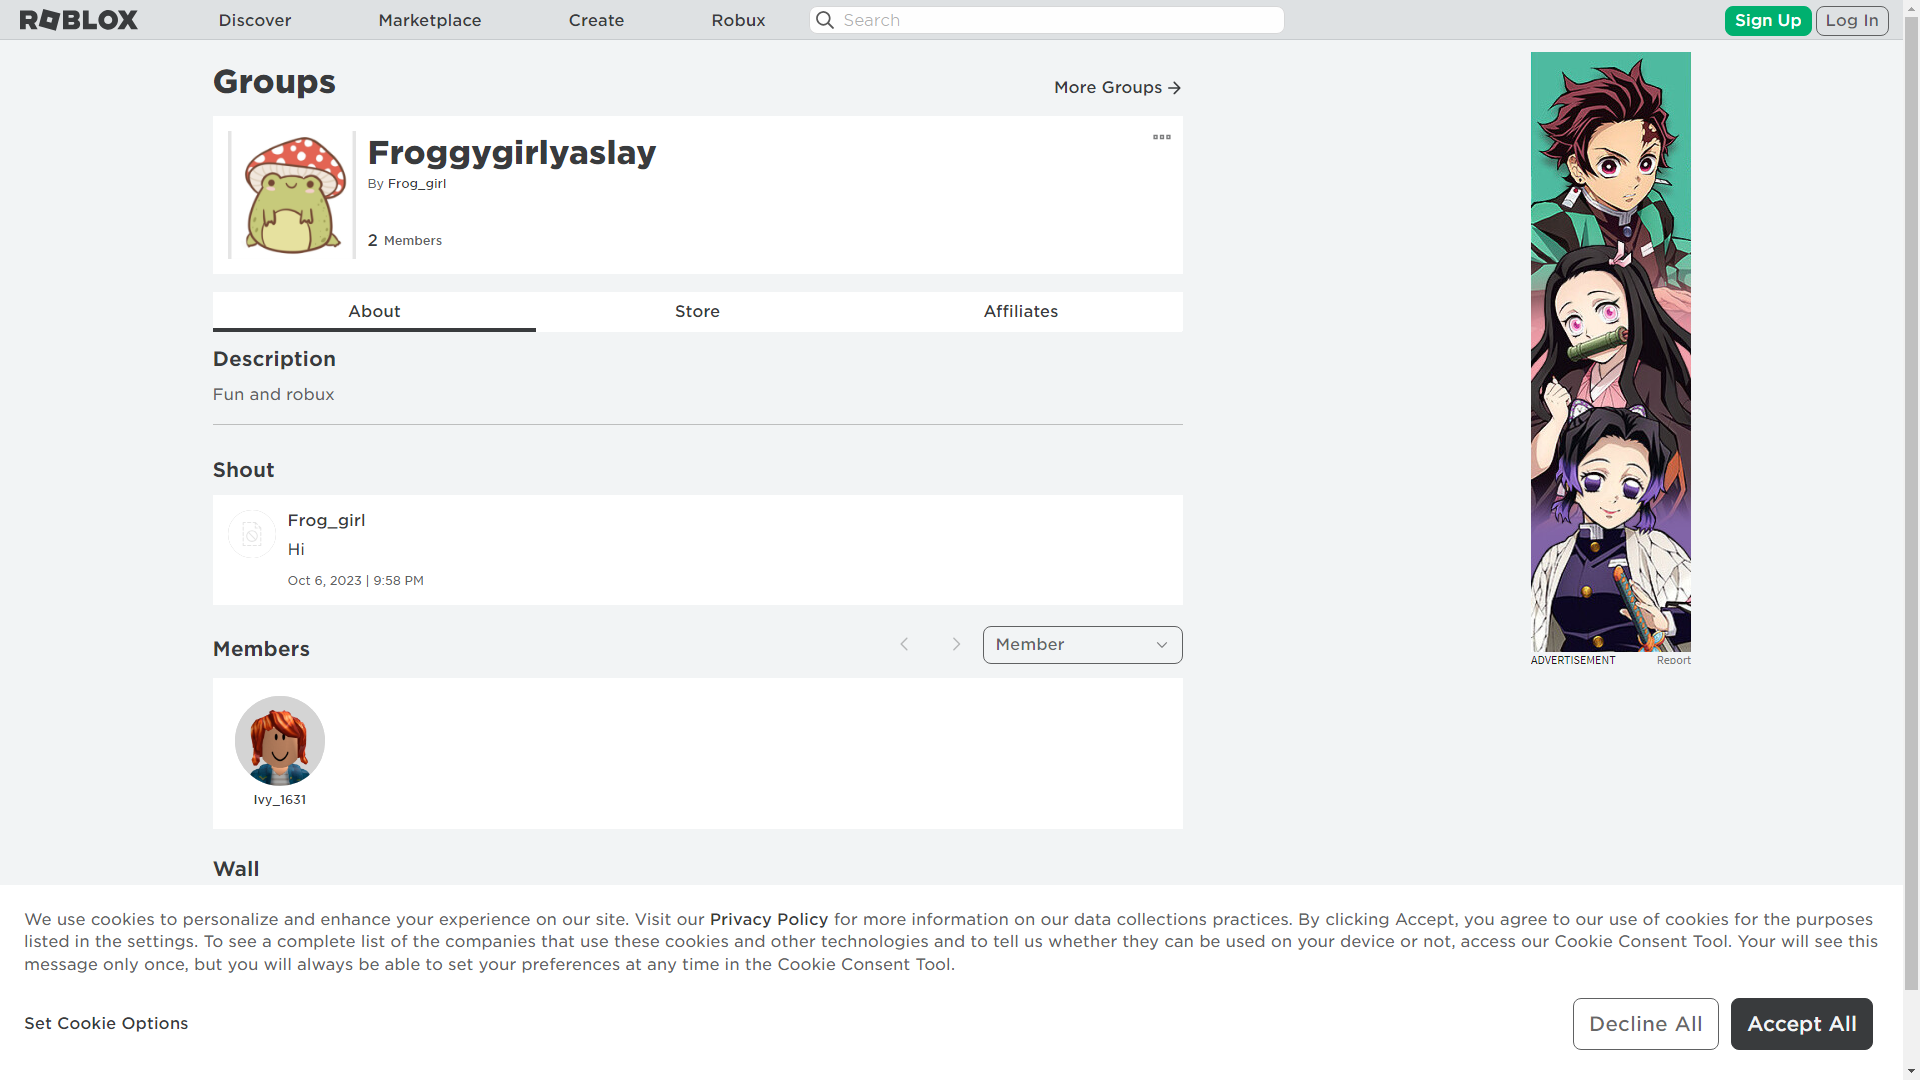 ROBLOX
Discover
Marketplace
Create
Robux
Search
Sign Up
Log In
Groups
More Groups
Froggygirlyaslay
By Frog_girl
2 Members
About
Store
Affiliates
Description
Fun and robux
Shout
Frog_girl
Hi
Oct 6, 2023 | 9:58 PM
Members
Member
Ivy_1631
Wall
ADVERTISEMENT
Report
We use cookies to personalize and enhance your experience on our site. Visit our Privacy Policy for more information on our data collections practices. By clicking Accept, you agree to our use of cookies for the purposes
listed in the settings. To see a complete list of the companies that use these cookies and other technologies and to tell us whether they can be used on your device or not, access our Cookie Consent Tool. Your will see this
message only once, but you will always be able to set your preferences at any time in the Cookie Consent Tool.
Set Cookie Options
Decline All
Accept All